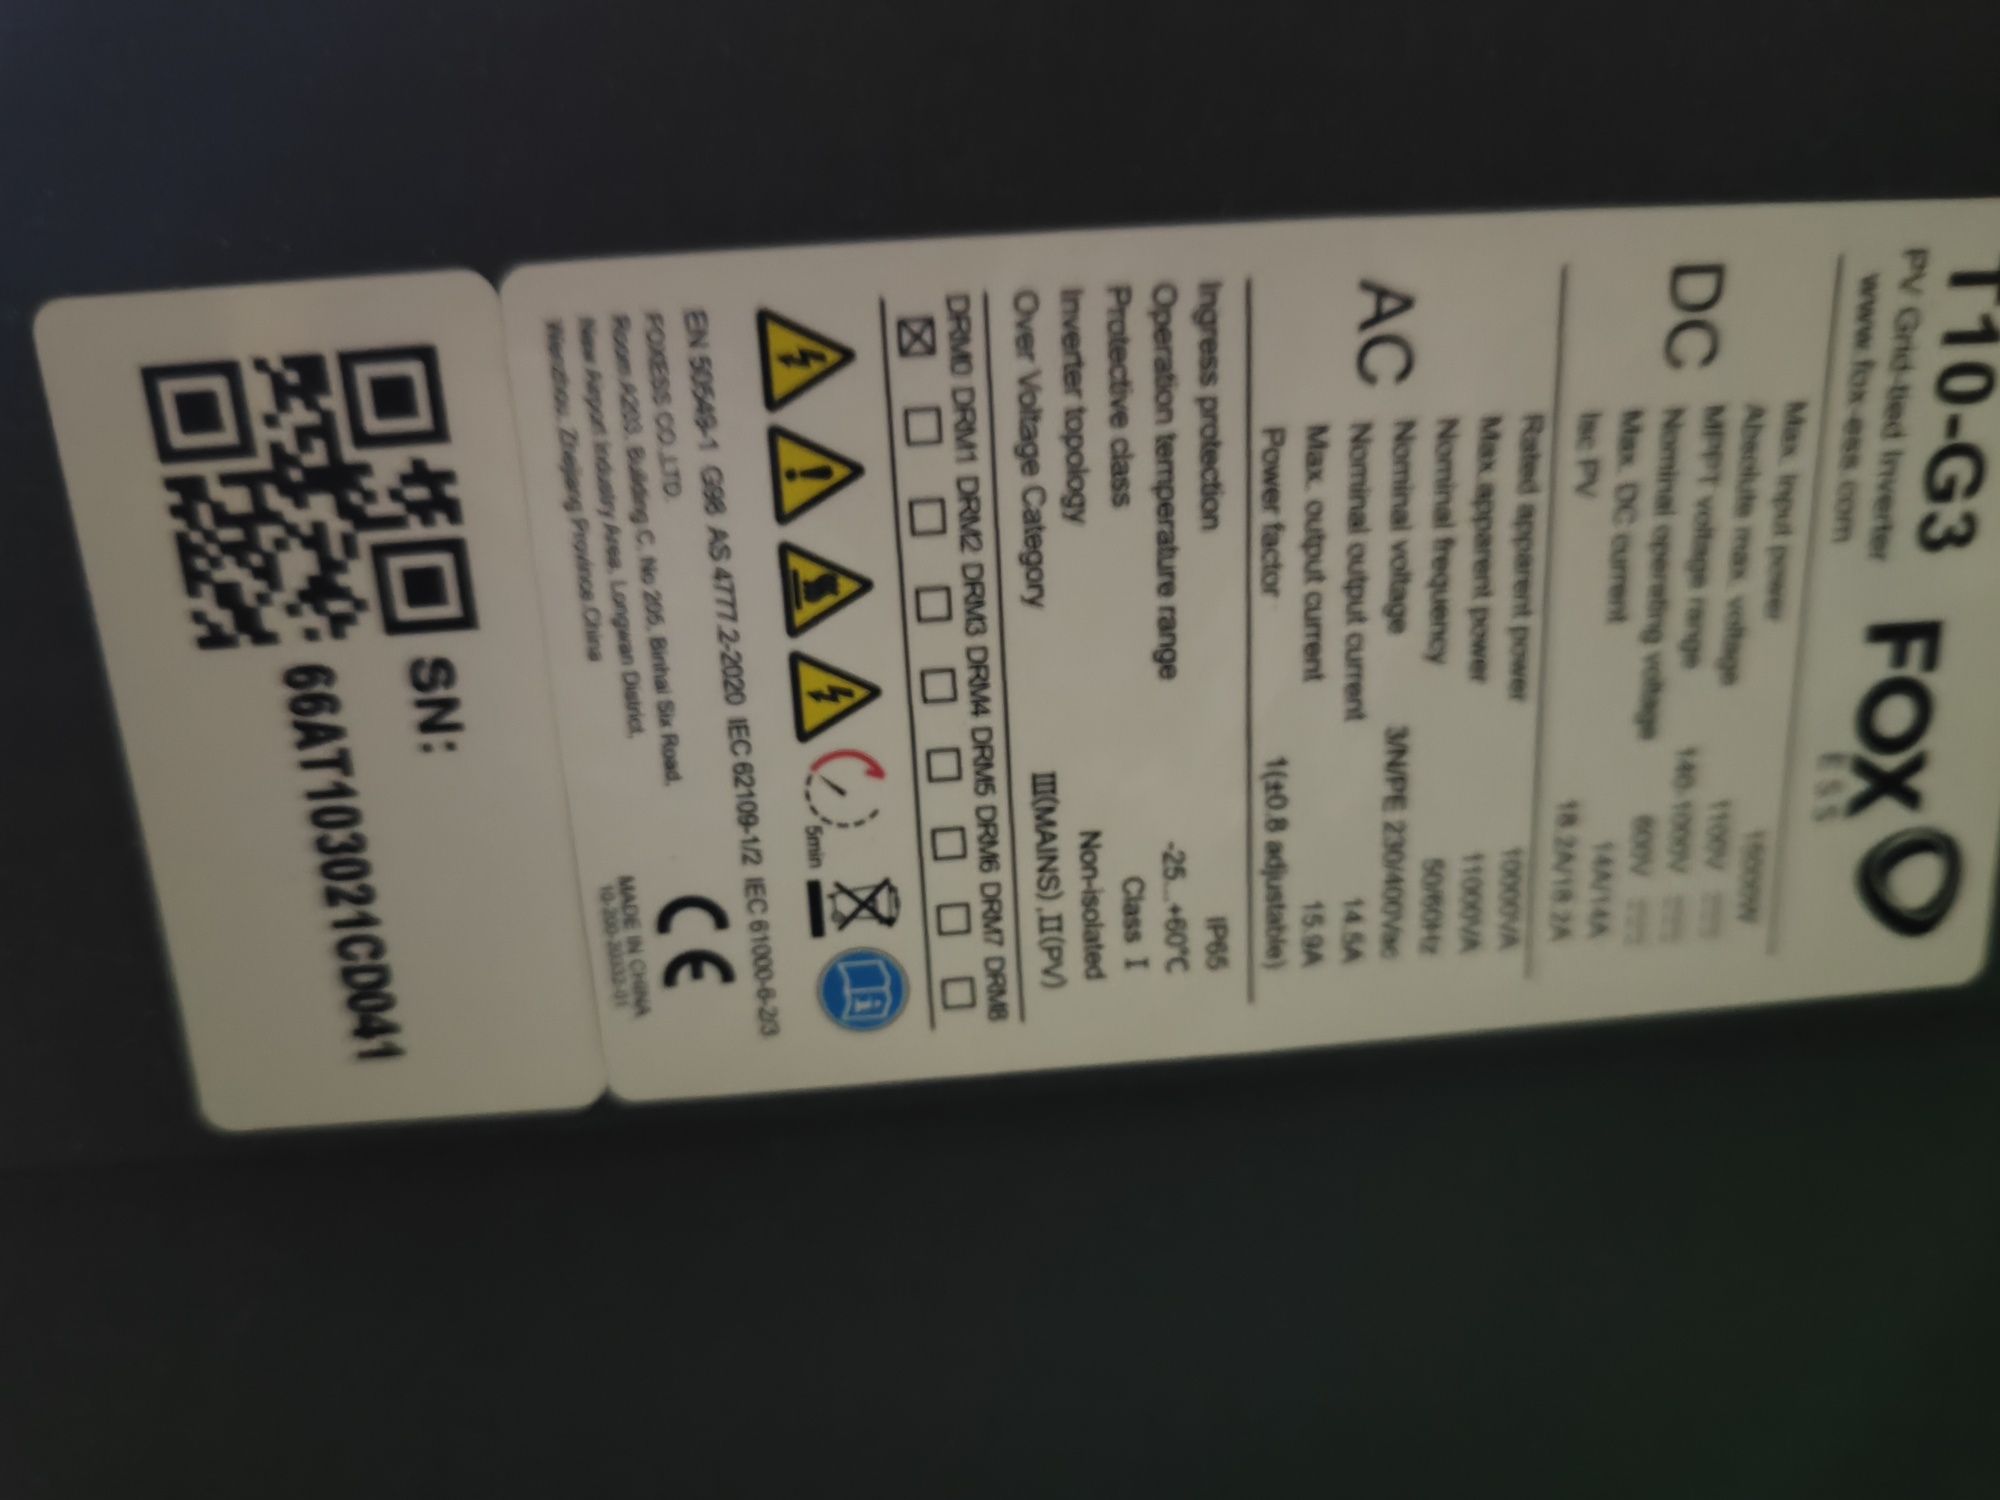 T10-G3
PV Grid-tied Inverter
www.fox-ess.com
FOX
ESS
DC
Max. input power 15000W
Absolute max. voltage 1100V
MPPT voltage range 140-1000V
Nominal operating voltage 600V
Max. DC current 14A/14A
Isc PV 18.2A/18.2A
AC
Rated apparent power 10000VA
Max.apparent power 11000VA
Nominal frequency 50/60Hz
Nominal voltage 3/N/PE 230/400Vac
Nominal output current 14.5A
Max. output current 15.9A
Power factor 1(±0.8 adjustable)
Ingress protection IP65
Operation temperature range -25...+60℃
Protective class Class Ⅰ
Inverter topology Non-isolated
Over Voltage Category Ⅲ(MAINS),Ⅱ(PV)
DRM0 DRM1 DRM2 DRM3 DRM4 DRM5 DRM6 DRM7 DRM8
5min
EN 50549-1 G98 AS 4777.2-2020 IEC 62109-1/2 IEC 61000-6-2/3
FOXESS CO.,LTD.
Room A203, Building C, No 205, Binhai Six Road,
New Airport Industry Area, Longwan District,
Wenzhou, Zhejiang Province,China
CE
MADE IN CHINA
SN:
66AT103021CD041